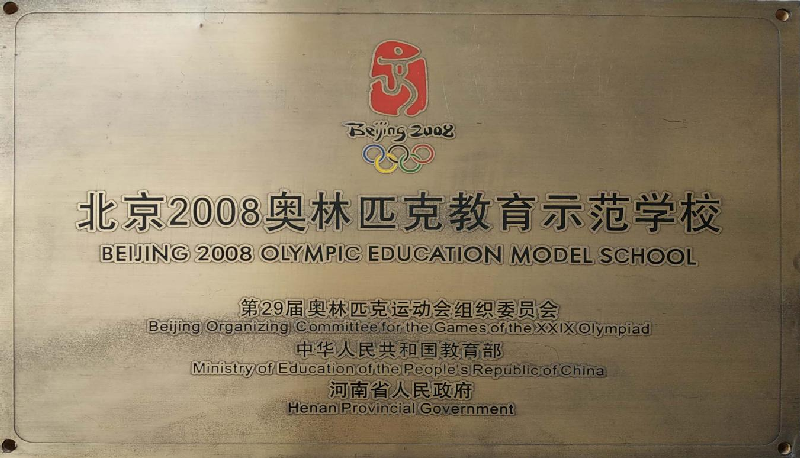 Beijing 2008
北京2008奥林匹克教育示范学校
BEIJING 2008 OLYMPIC EDUCATION MODEL SCHOOL
第29届奥林匹克运动会组织委员会
Beijing Organizing Committee for the Games of the XXIX Olympiad
中华人民共和国教育部
Ministry of Education of the People's Republic of China
河南省人民政府
Henan Provincial Government